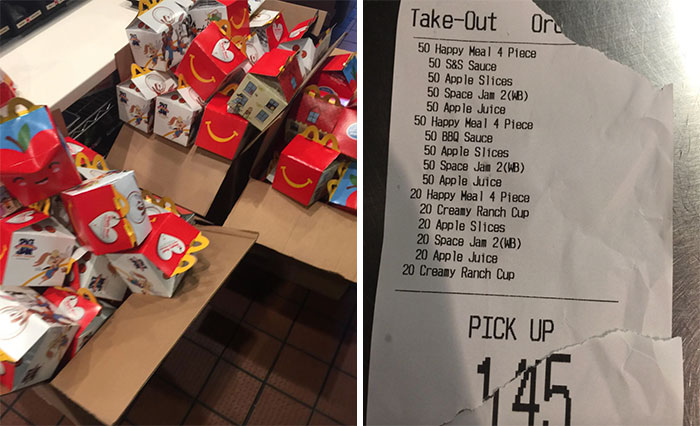 Take-Out
50 Happy Meal 4 Piece
50 S&S Sauce
50 Apple Slices
50 Space Jam 2(WB)
50 Apple Juice
50 Happy Meal 4 Piece
50 BBQ Sauce
50 Apple Slices
50 Space Jam 2(WB)
50 Apple Juice
20 Happy Meal 4 Piece
20 Creamy Ranch Cup
20 Apple Slices
20 Space Jam 2(WB)
20 Apple Juice
20 Creamy Ranch Cup
PICK UP
145